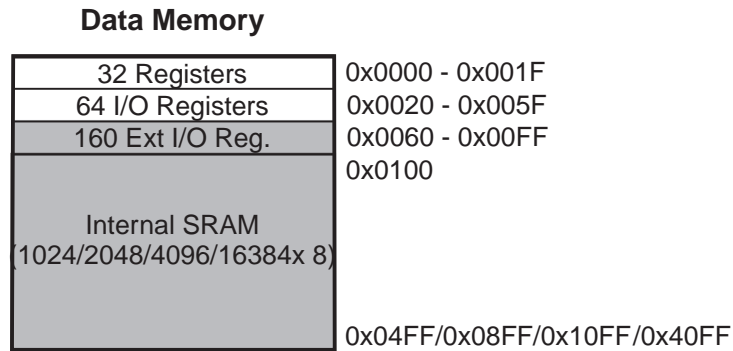 Data Memory
32 Registers 0x0000 - 0x001F
64 I/O Registers 0x0020 - 0x005F
160 Ext I/O Reg. 0x0060 - 0x00FF
0x0100
Internal SRAM
(1024/2048/4096/16384x 8)
0x04FF/0x08FF/0x10FF/0x40FF